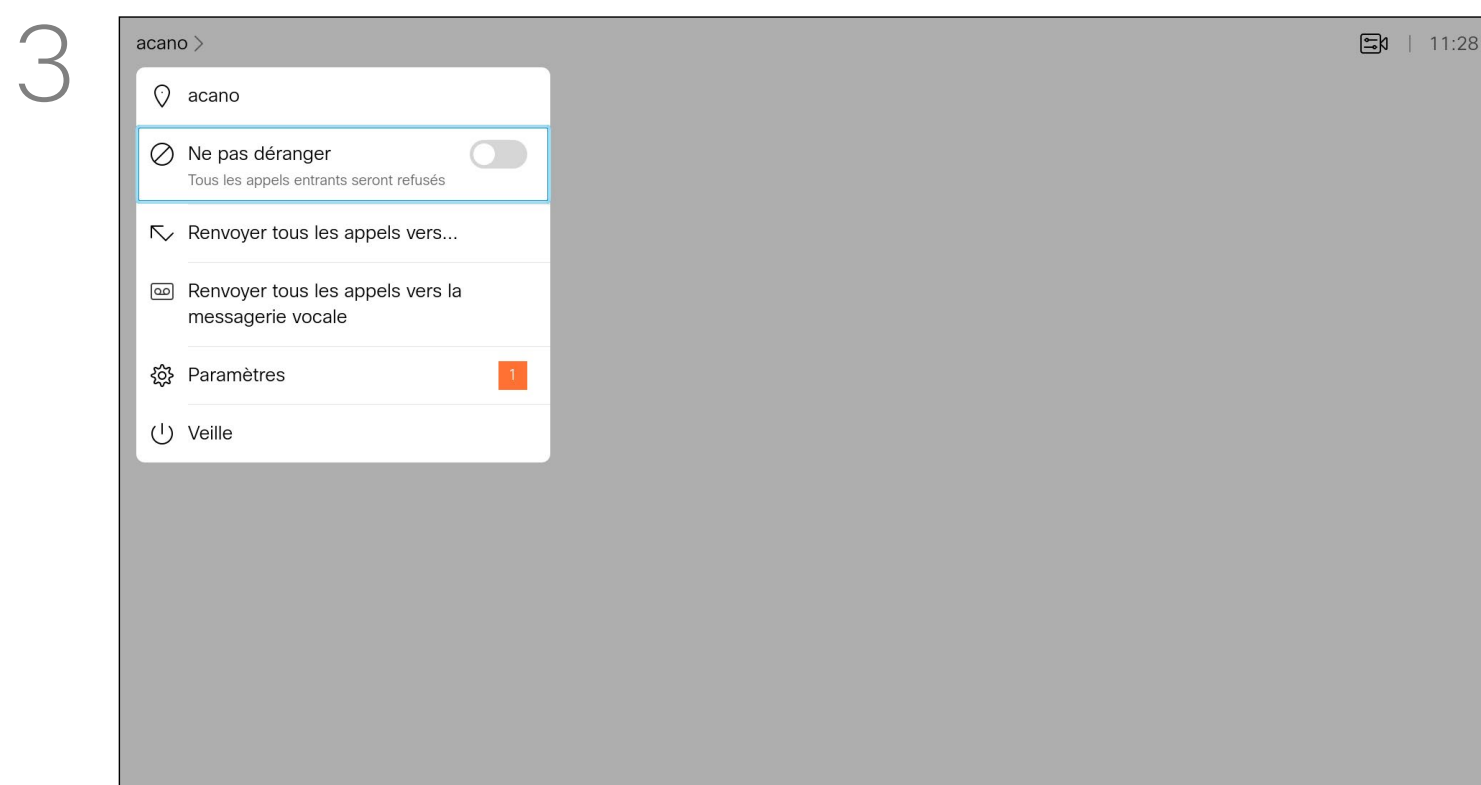 3
acano >
11:28
acano
Ne pas déranger
Tous les appels entrants seront refusés
Renvoyer tous les appels vers...
Renvoyer tous les appels vers la
messagerie vocale
Paramètres 1
Veille